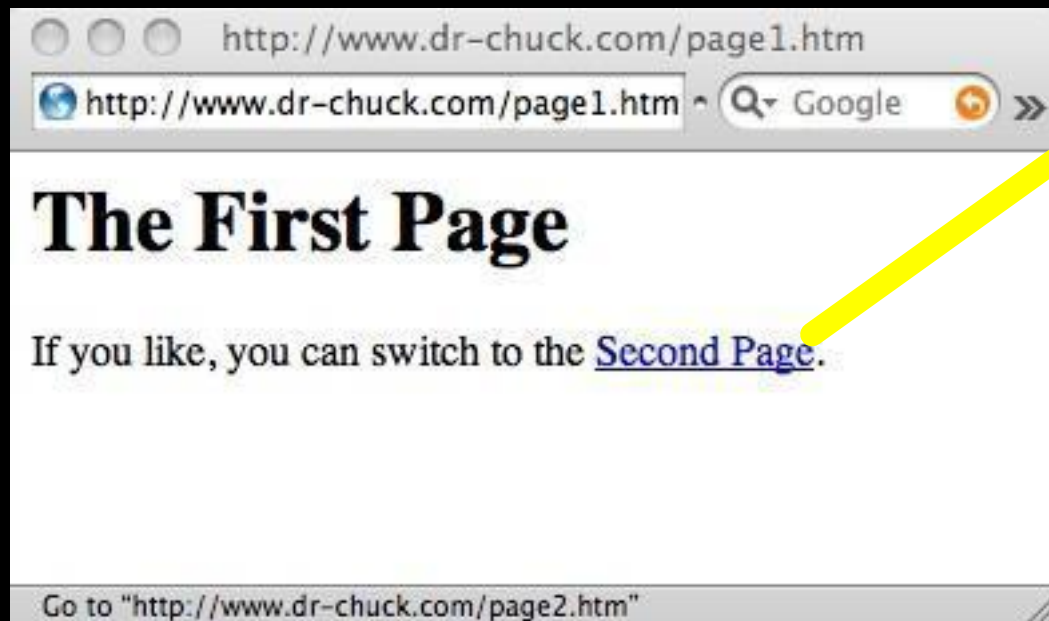 http://www.dr-chuck.com/page1.htm
http://www.dr-chuck.com/page1.htm Google
The First Page
If you like, you can switch to the Second Page.
Go to "http://www.dr-chuck.com/page2.htm"